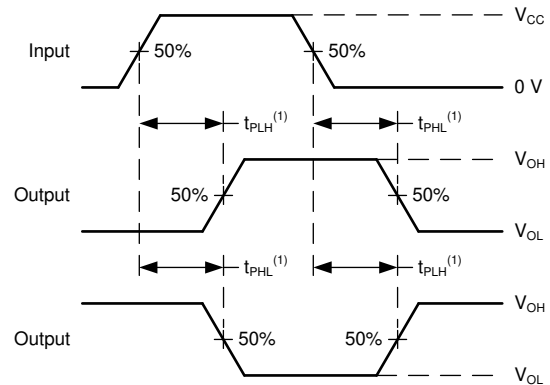 V_CC
Input 50% 50%
0 V
t_PLH^(1) t_PHL^(1)
V_OH
Output 50% 50%
V_OL
t_PHL^(1) t_PLH^(1)
V_OH
Output 50% 50%
V_OL